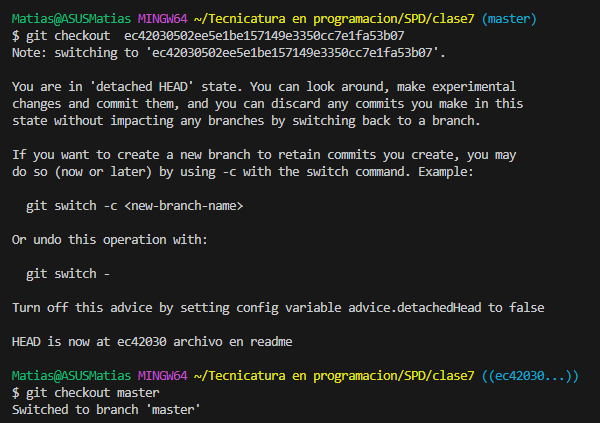 Matias@ASUSMatias MINGW64 ~/Tecnicatura en programacion/SPD/clase7 (master)
$ git checkout  ec42030502ee5e1be157149e3350cc7e1fa53b07
Note: switching to 'ec42030502ee5e1be157149e3350cc7e1fa53b07'.

You are in 'detached HEAD' state. You can look around, make experimental
changes and commit them, and you can discard any commits you make in this
state without impacting any branches by switching back to a branch.

If you want to create a new branch to retain commits you create, you may
do so (now or later) by using -c with the switch command. Example:

  git switch -c <new-branch-name>

Or undo this operation with:

  git switch -

Turn off this advice by setting config variable advice.detachedHead to false

HEAD is now at ec42030 archivo en readme

Matias@ASUSMatias MINGW64 ~/Tecnicatura en programacion/SPD/clase7 ((ec42030...))
$ git checkout master
Switched to branch 'master'